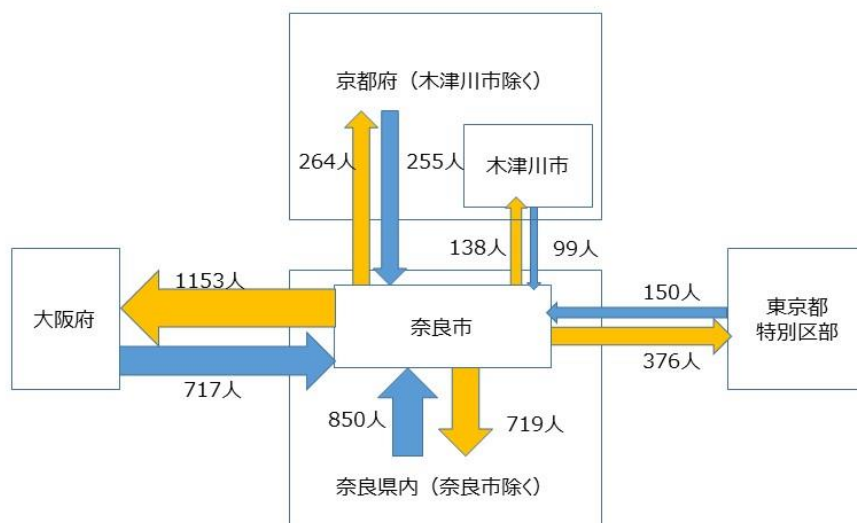 京都府（木津川市除く）
264人
255人
木津川市
138人
99人
1153人
150人
大阪府
奈良市
東京都
特別区部
717人
376人
850人
719人
奈良県内（奈良市除く）